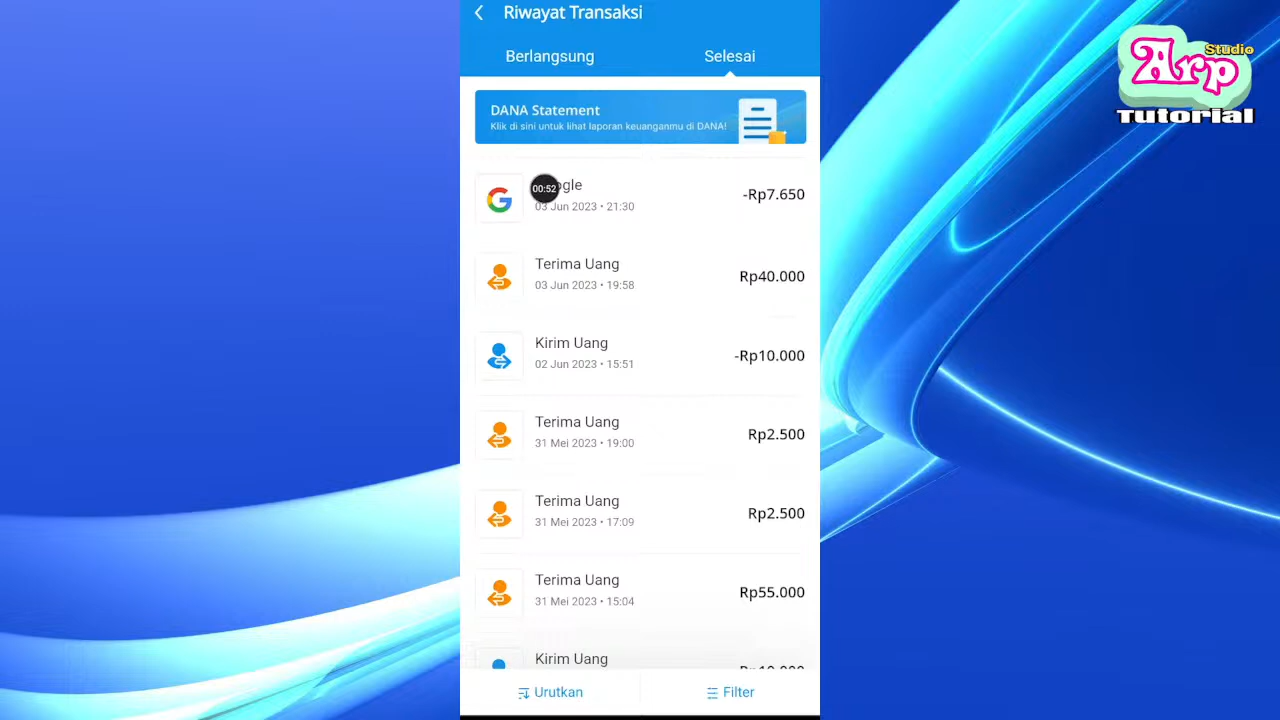 Riwayat Transaksi
Berlangsung
Selesai
DANA Statement
Klik di sini untuk lihat laporan keuanganmu di DANA!
00:52
03 Jun 2023 • 21:30
-Rp7.650
Terima Uang
03 Jun 2023 • 19:58
Rp40.000
Kirim Uang
02 Jun 2023 • 15:51
-Rp10.000
Terima Uang
31 Mei 2023 • 19:00
Rp2.500
Terima Uang
31 Mei 2023 • 17:09
Rp2.500
Terima Uang
31 Mei 2023 • 15:04
Rp55.000
Kirim Uang
Urutkan
Filter
Arp
Studio
Tutorial